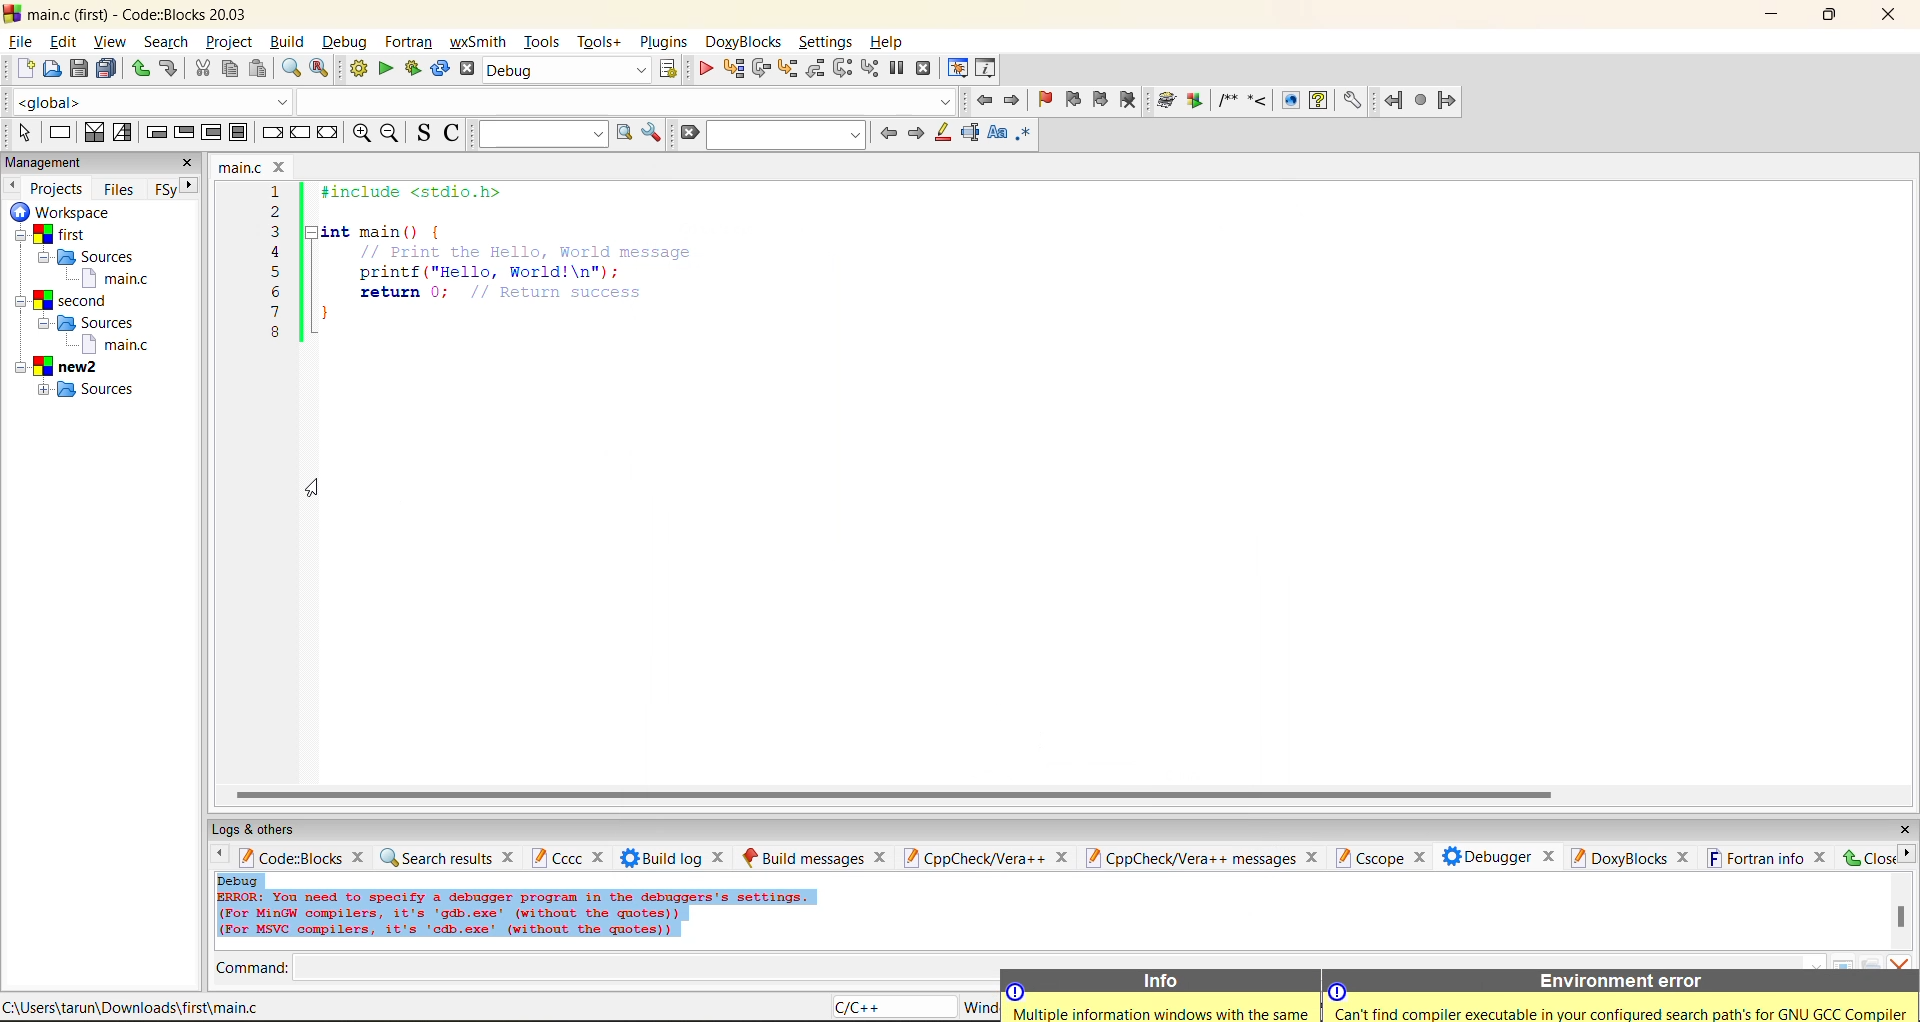 main.c (first) - Code::Blocks 20.03
File Edit View Search Project Build Debug Fortran wxSmith Tools Tools+ Plugins DoxyBlocks Settings Help
Debug
<global>
/** *<
S C
Aa .*
Management
Projects Files FSy
main.c
Workspace
first
Sources
main.c
second
Sources
main.c
new2
Sources
1 #include <stdio.h>
2
3 int main() {
4 // Print the Hello, World message
5 printf("Hello, World!\n");
6 return 0; // Return success
7 }
8
Logs & others
Code::Blocks Search results Cccc Build log Build messages CppCheck/Vera++ CppCheck/Vera++ messages Cscope Debugger DoxyBlocks Fortran info Close
Debug
ERROR: You need to specify a debugger program in the debuggers's settings.
(For MinGW compilers, it's 'gdb.exe' (without the quotes))
(For MSVC compilers, it's 'cdb.exe' (without the quotes))
Command:
Info
Multiple information windows with the same
Environment error
Can't find compiler executable in your configured search path's for GNU GCC Compiler
C:\Users\tarun\Downloads\first\main.c C/C++ Wind